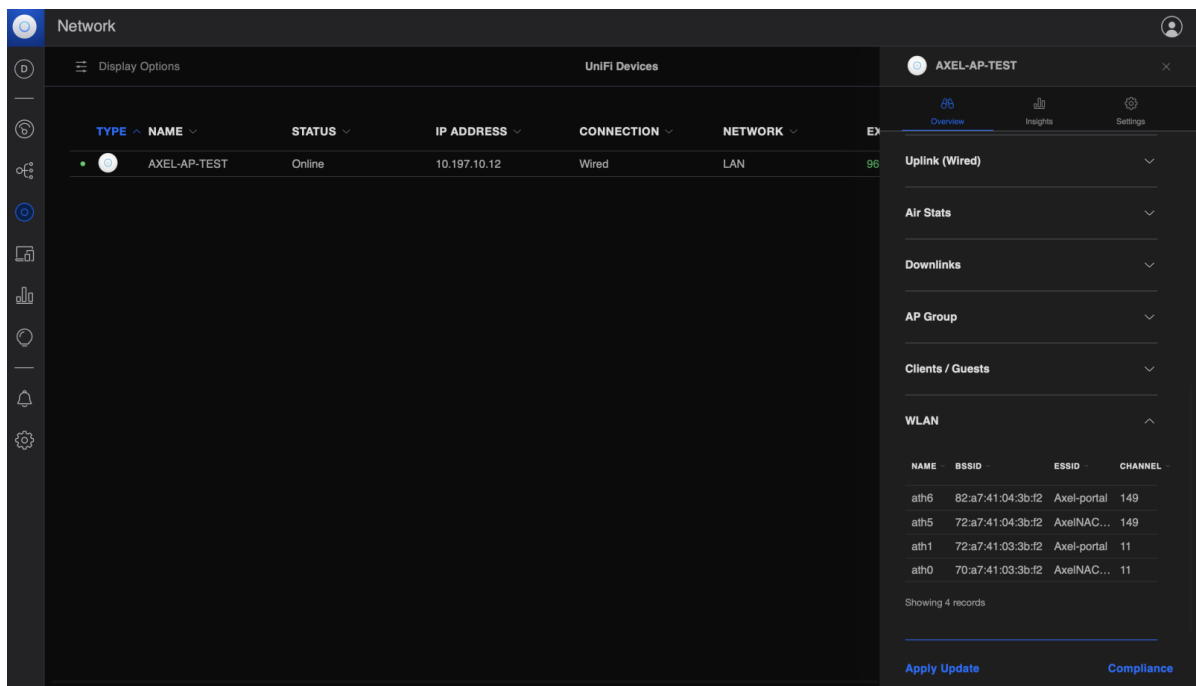 Network
D
Display Options
UniFi Devices
AXEL-AP-TEST
Overview Insights Settings
TYPE NAME STATUS IP ADDRESS CONNECTION NETWORK EX
AXEL-AP-TEST Online 10.197.10.12 Wired LAN 96
Uplink (Wired)
Air Stats
Downlinks
AP Group
Clients / Guests
WLAN
NAME BSSID ESSID CHANNEL
ath6 82:a7:41:04:3b:f2 Axel-portal 149
ath5 72:a7:41:04:3b:f2 AxelNAC... 149
ath1 72:a7:41:03:3b:f2 Axel-portal 11
ath0 70:a7:41:03:3b:f2 AxelNAC... 11
Showing 4 records
Apply Update Compliance